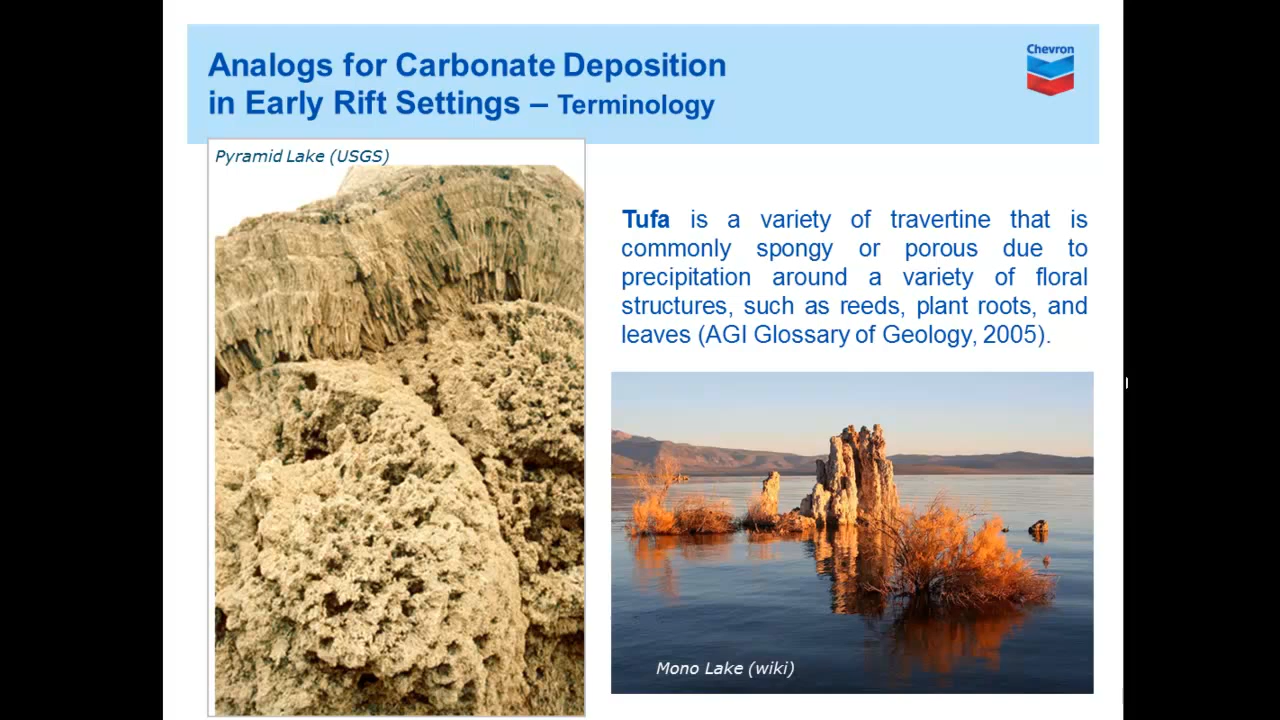 Analogs for Carbonate Deposition
in Early Rift Settings – Terminology
Chevron
Pyramid Lake (USGS)
Tufa is a variety of travertine that is
commonly spongy or porous due to
precipitation around a variety of floral
structures, such as reeds, plant roots, and
leaves (AGI Glossary of Geology, 2005).
Mono Lake (wiki)